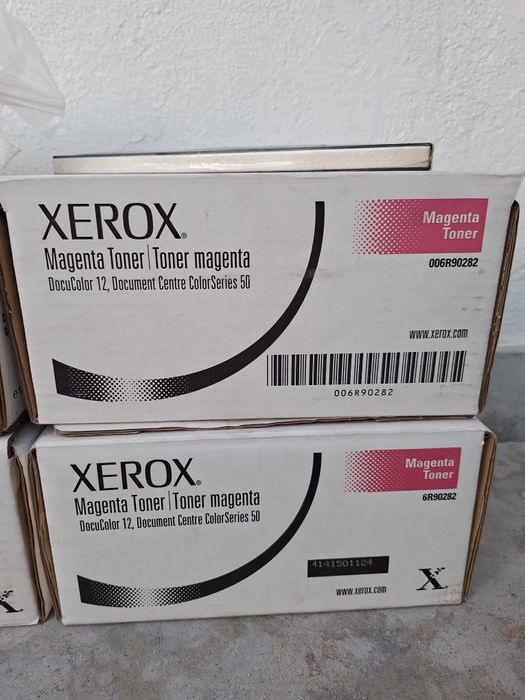 XEROX®
Magenta Toner | Toner magenta
DocuColor 12, Document Centre ColorSeries 50
Magenta
Toner
006R90282
www.xerox.com
006R90282
XEROX®
Magenta Toner | Toner magenta
DocuColor 12, Document Centre ColorSeries 50
Magenta
Toner
6R90282
4141501124
www.xerox.com
X